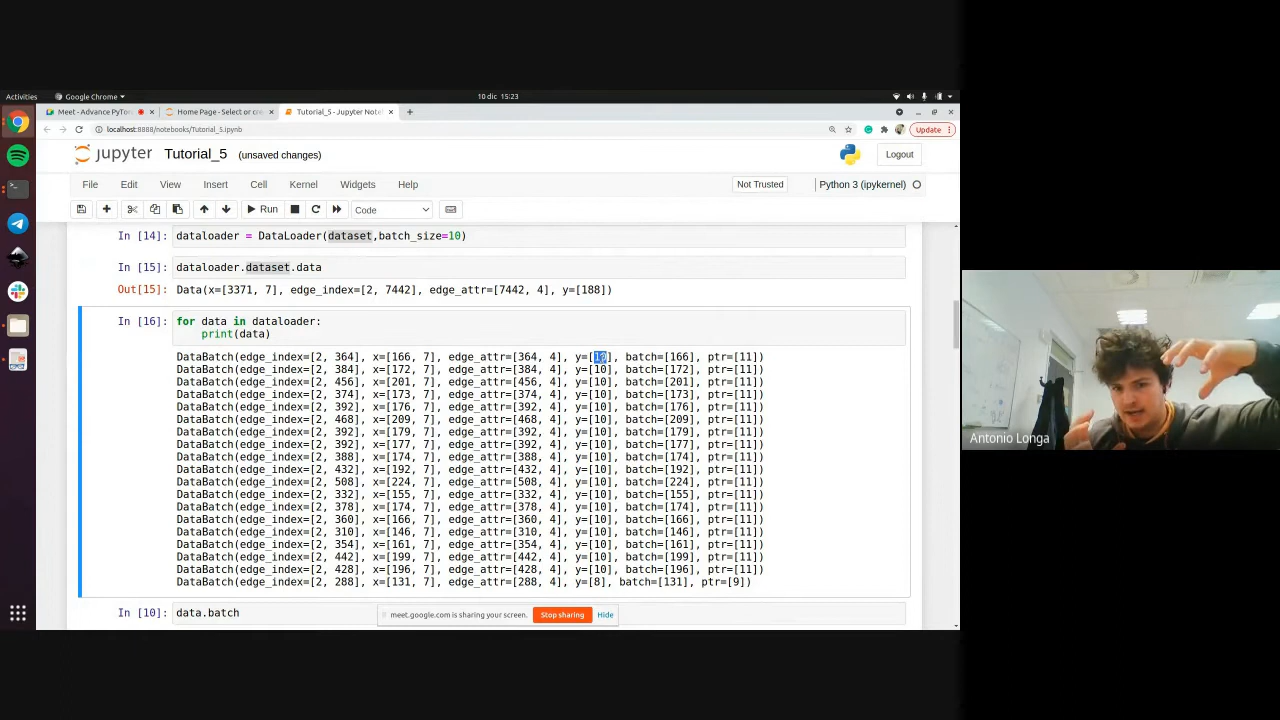 Activities
Google Chrome
10 dic 15:23
Meet - Advance PyTo
Home Page - Select or cre
Tutorial_5 - Jupyter Note
localhost:8888/notebooks/Tutorial_5.ipynb
Update
jupyter Tutorial_5 (unsaved changes)
Logout
File Edit View Insert Cell Kernel Widgets Help
Not Trusted
Python 3 (ipykernel)
Run
Code
In [14]: dataloader = DataLoader(dataset,batch_size=10)
In [15]: dataloader.dataset.data
Out[15]: Data(x=[3371, 7], edge_index=[2, 7442], edge_attr=[7442, 4], y=[188])
In [16]: for data in dataloader:
print(data)
DataBatch(edge_index=[2, 364], x=[166, 7], edge_attr=[364, 4], y=[10], batch=[166], ptr=[11])
DataBatch(edge_index=[2, 384], x=[172, 7], edge_attr=[384, 4], y=[10], batch=[172], ptr=[11])
DataBatch(edge_index=[2, 456], x=[201, 7], edge_attr=[456, 4], y=[10], batch=[201], ptr=[11])
DataBatch(edge_index=[2, 374], x=[173, 7], edge_attr=[374, 4], y=[10], batch=[173], ptr=[11])
DataBatch(edge_index=[2, 392], x=[176, 7], edge_attr=[392, 4], y=[10], batch=[176], ptr=[11])
DataBatch(edge_index=[2, 468], x=[209, 7], edge_attr=[468, 4], y=[10], batch=[209], ptr=[11])
DataBatch(edge_index=[2, 392], x=[179, 7], edge_attr=[392, 4], y=[10], batch=[179], ptr=[11])
DataBatch(edge_index=[2, 392], x=[177, 7], edge_attr=[392, 4], y=[10], batch=[177], ptr=[11])
DataBatch(edge_index=[2, 388], x=[174, 7], edge_attr=[388, 4], y=[10], batch=[174], ptr=[11])
DataBatch(edge_index=[2, 432], x=[192, 7], edge_attr=[432, 4], y=[10], batch=[192], ptr=[11])
DataBatch(edge_index=[2, 508], x=[224, 7], edge_attr=[508, 4], y=[10], batch=[224], ptr=[11])
DataBatch(edge_index=[2, 332], x=[155, 7], edge_attr=[332, 4], y=[10], batch=[155], ptr=[11])
DataBatch(edge_index=[2, 378], x=[174, 7], edge_attr=[378, 4], y=[10], batch=[174], ptr=[11])
DataBatch(edge_index=[2, 360], x=[166, 7], edge_attr=[360, 4], y=[10], batch=[166], ptr=[11])
DataBatch(edge_index=[2, 310], x=[146, 7], edge_attr=[310, 4], y=[10], batch=[146], ptr=[11])
DataBatch(edge_index=[2, 354], x=[161, 7], edge_attr=[354, 4], y=[10], batch=[161], ptr=[11])
DataBatch(edge_index=[2, 442], x=[199, 7], edge_attr=[442, 4], y=[10], batch=[199], ptr=[11])
DataBatch(edge_index=[2, 428], x=[196, 7], edge_attr=[428, 4], y=[10], batch=[196], ptr=[11])
DataBatch(edge_index=[2, 288], x=[131, 7], edge_attr=[288, 4], y=[8], batch=[131], ptr=[9])
In [10]: data.batch
meet.google.com is sharing your screen.
Stop sharing
Hide
Antonio Longa